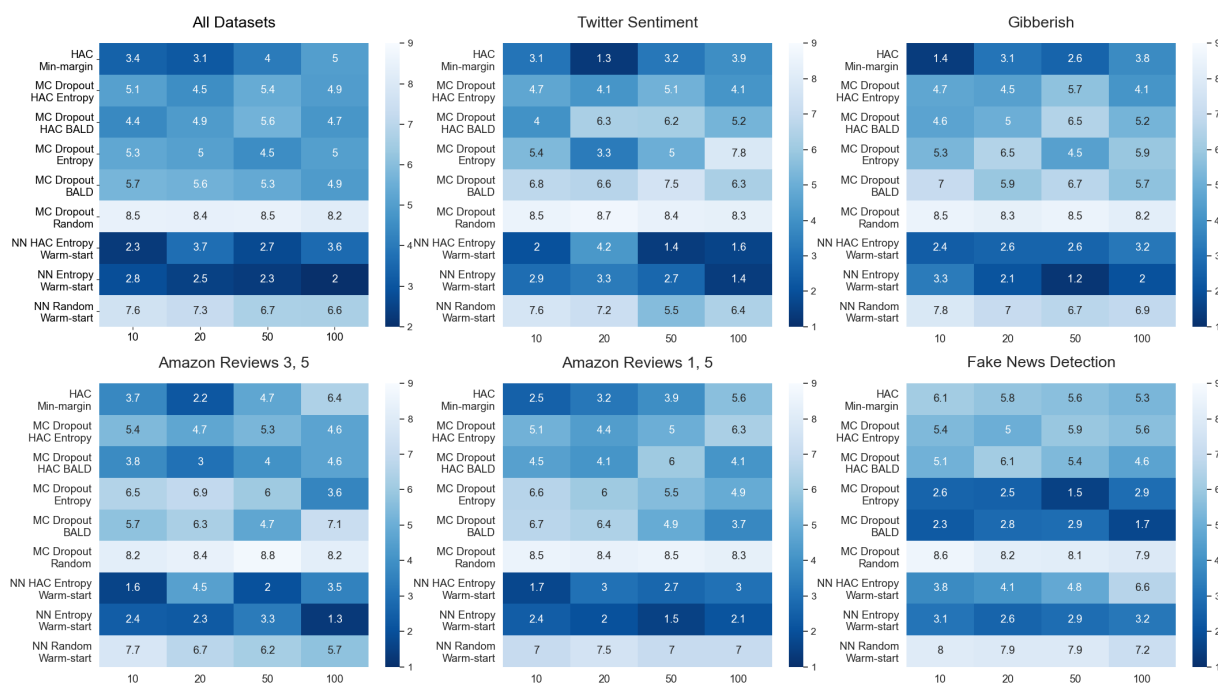 All Datasets
HAC
Min-margin
3.4 3.1 4 5
MC Dropout
HAC Entropy
5.1 4.5 5.4 4.9
MC Dropout
HAC BALD
4.4 4.9 5.6 4.7
MC Dropout
Entropy
5.3 5 4.5 5
MC Dropout
BALD
5.7 5.6 5.3 4.9
MC Dropout
Random
8.5 8.4 8.5 8.2
NN HAC Entropy
Warm-start
2.3 3.7 2.7 3.6
NN Entropy
Warm-start
2.8 2.5 2.3 2
NN Random
Warm-start
7.6 7.3 6.7 6.6
10 20 50 100
9
8
7
6
5
4
3
2
Twitter Sentiment
HAC
Min-margin
3.1 1.3 3.2 3.9
MC Dropout
HAC Entropy
4.7 4.1 5.1 4.1
MC Dropout
HAC BALD
4 6.3 6.2 5.2
MC Dropout
Entropy
5.4 3.3 5 7.8
MC Dropout
BALD
6.8 6.6 7.5 6.3
MC Dropout
Random
8.5 8.7 8.4 8.3
NN HAC Entropy
Warm-start
2 4.2 1.4 1.6
NN Entropy
Warm-start
2.9 3.3 2.7 1.4
NN Random
Warm-start
7.6 7.2 5.5 6.4
10 20 50 100
9
8
7
6
5
4
3
2
1
Gibberish
HAC
Min-margin
1.4 3.1 2.6 3.8
MC Dropout
HAC Entropy
4.7 4.5 5.7 4.1
MC Dropout
HAC BALD
4.6 5 6.5 5.2
MC Dropout
Entropy
5.3 6.5 4.5 5.9
MC Dropout
BALD
7 5.9 6.7 5.7
MC Dropout
Random
8.5 8.3 8.5 8.2
NN HAC Entropy
Warm-start
2.4 2.6 2.6 3.2
NN Entropy
Warm-start
3.3 2.1 1.2 2
NN Random
Warm-start
7.8 7 6.7 6.9
10 20 50 100
9
8
7
6
5
4
3
2
1
Amazon Reviews 3, 5
HAC
Min-margin
3.7 2.2 4.7 6.4
MC Dropout
HAC Entropy
5.4 4.7 5.3 4.6
MC Dropout
HAC BALD
3.8 3 4 4.6
MC Dropout
Entropy
6.5 6.9 6 3.6
MC Dropout
BALD
5.7 6.3 4.7 7.1
MC Dropout
Random
8.2 8.4 8.8 8.2
NN HAC Entropy
Warm-start
1.6 4.5 2 3.5
NN Entropy
Warm-start
2.4 2.3 3.3 1.3
NN Random
Warm-start
7.7 6.7 6.2 5.7
10 20 50 100
9
8
7
6
5
4
3
2
1
Amazon Reviews 1, 5
HAC
Min-margin
2.5 3.2 3.9 5.6
MC Dropout
HAC Entropy
5.1 4.4 5 6.3
MC Dropout
HAC BALD
4.5 4.1 6 4.1
MC Dropout
Entropy
6.6 6 5.5 4.9
MC Dropout
BALD
6.7 6.4 4.9 3.7
MC Dropout
Random
8.5 8.4 8.5 8.3
NN HAC Entropy
Warm-start
1.7 3 2.7 3
NN Entropy
Warm-start
2.4 2 1.5 2.1
NN Random
Warm-start
7 7.5 7 7
10 20 50 100
9
8
7
6
5
4
3
2
1
Fake News Detection
HAC
Min-margin
6.1 5.8 5.6 5.3
MC Dropout
HAC Entropy
5.4 5 5.9 5.6
MC Dropout
HAC BALD
5.1 6.1 5.4 4.6
MC Dropout
Entropy
2.6 2.5 1.5 2.9
MC Dropout
BALD
2.3 2.8 2.9 1.7
MC Dropout
Random
8.6 8.2 8.1 7.9
NN HAC Entropy
Warm-start
3.8 4.1 4.8 6.6
NN Entropy
Warm-start
3.1 2.6 2.9 3.2
NN Random
Warm-start
8 7.9 7.9 7.2
10 20 50 100
9
8
7
6
5
4
3
2
1